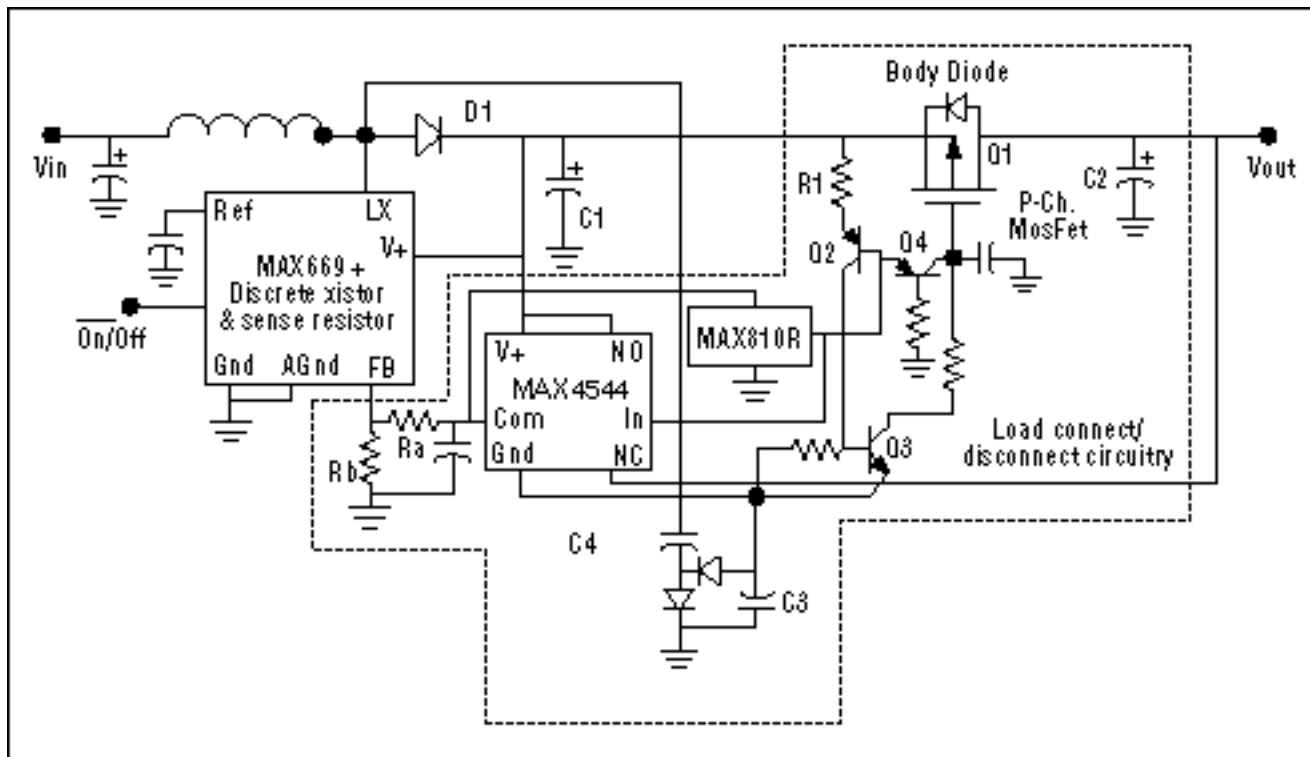 Body Diode
D1
Vin
Q1
Vout
R1
C2
C1
P-Ch.
MosFet
Ref
LX
V+
Q2
Q4
MAX669 +
Discrete xistor
& sense resistor
On/Off
MAX810R
Gnd
AGnd
FB
V+
NO
MAX4544
Com
In
Gnd
NC
Ra
Rb
Q3
Load connect/
disconnect circuitry
C4
C3